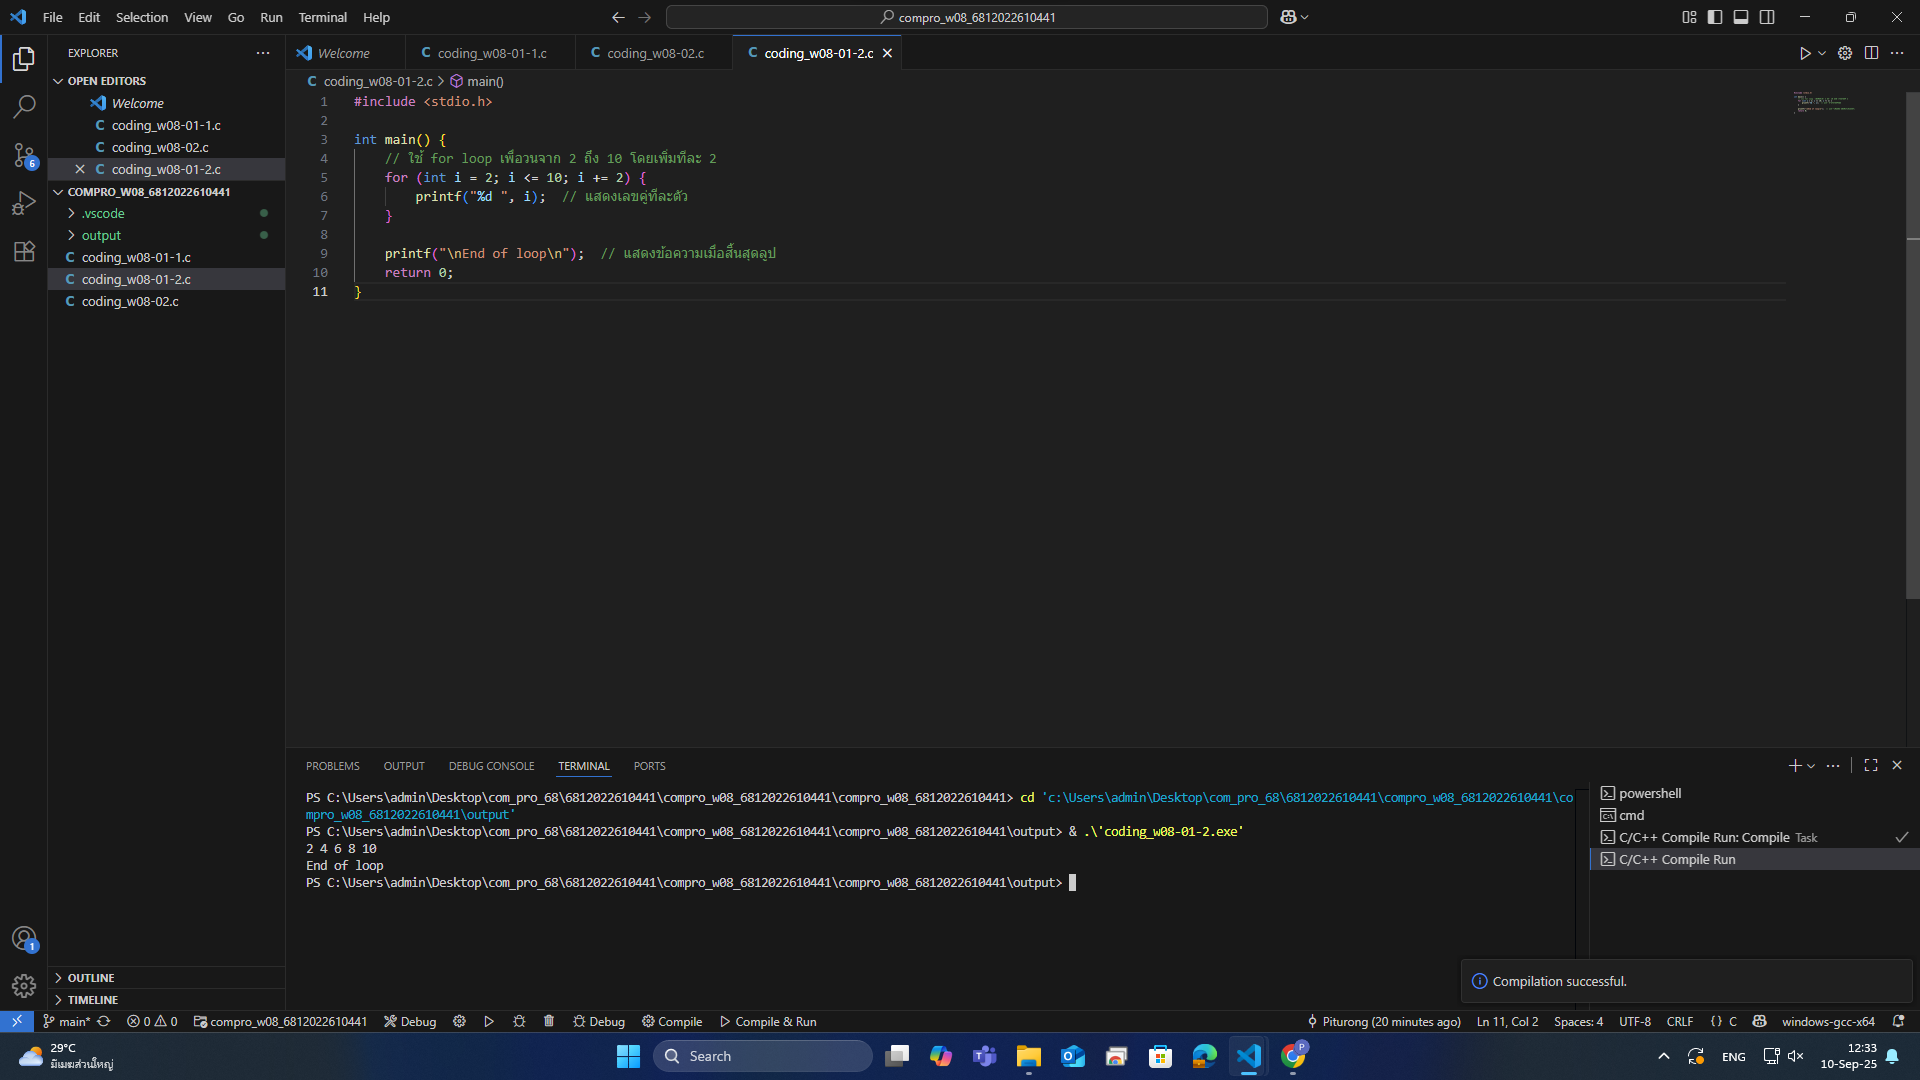 File Edit Selection View Go Run Terminal Help
compro_w08_6812022610441
EXPLORER
OPEN EDITORS
Welcome
coding_w08-01-1.c
coding_w08-02.c
coding_w08-01-2.c
COMPRO_W08_6812022610441
.vscode
output
coding_w08-01-1.c
coding_w08-01-2.c
coding_w08-02.c
OUTLINE
TIMELINE
Welcome
coding_w08-01-1.c
coding_w08-02.c
coding_w08-01-2.c
coding_w08-01-2.c > main()
1 #include <stdio.h>
2
3 int main() {
4 // ใช้ for loop เพื่อวนจาก 2 ถึง 10 โดยเพิ่มทีละ 2
5 for (int i = 2; i <= 10; i += 2) {
6 printf("%d ", i); // แสดงเลขคู่ทีละตัว
7 }
8
9 printf("\nEnd of loop\n"); // แสดงข้อความเมื่อสิ้นสุดลูป
10 return 0;
11 }
PROBLEMS OUTPUT DEBUG CONSOLE TERMINAL PORTS
PS C:\Users\admin\Desktop\com_pro_68\6812022610441\compro_w08_6812022610441\compro_w08_6812022610441> cd 'c:\Users\admin\Desktop\com_pro_68\6812022610441\compro_w08_6812022610441\co
mpro_w08_6812022610441\output'
PS C:\Users\admin\Desktop\com_pro_68\6812022610441\compro_w08_6812022610441\compro_w08_6812022610441\output> & .\'coding_w08-01-2.exe'
2 4 6 8 10
End of loop
PS C:\Users\admin\Desktop\com_pro_68\6812022610441\compro_w08_6812022610441\compro_w08_6812022610441\output>
powershell
cmd
C/C++ Compile Run: Compile Task
C/C++ Compile Run
Compilation successful.
6
1
main* 0 0 compro_w08_6812022610441 Debug Debug Compile Compile & Run Piturong (20 minutes ago) Ln 11, Col 2 Spaces: 4 UTF-8 CRLF {} C windows-gcc-x64
29°C
มีเมฆส่วนใหญ่
Search
P
ENG
12:33
10-Sep-25